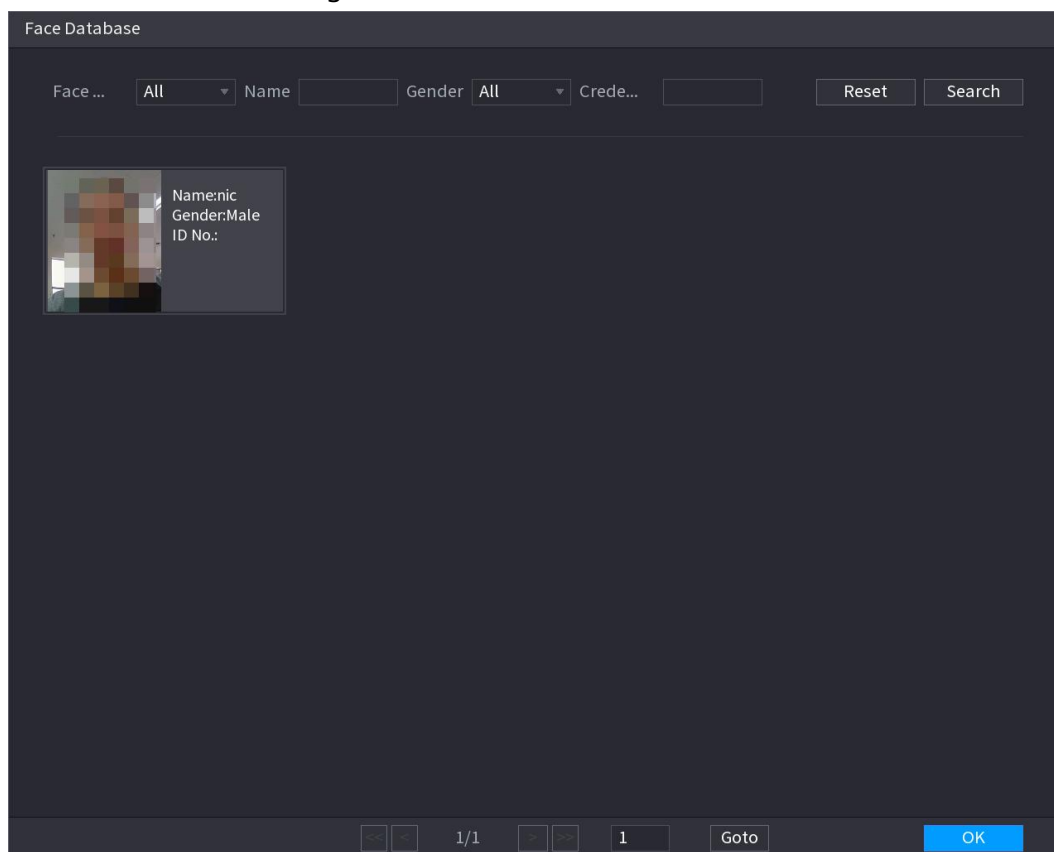 Face Database
Face ... All Name Gender All Crede... Reset Search
Name:nic
Gender:Male
ID No.:
<< < 1/1 > >> 1 Goto OK